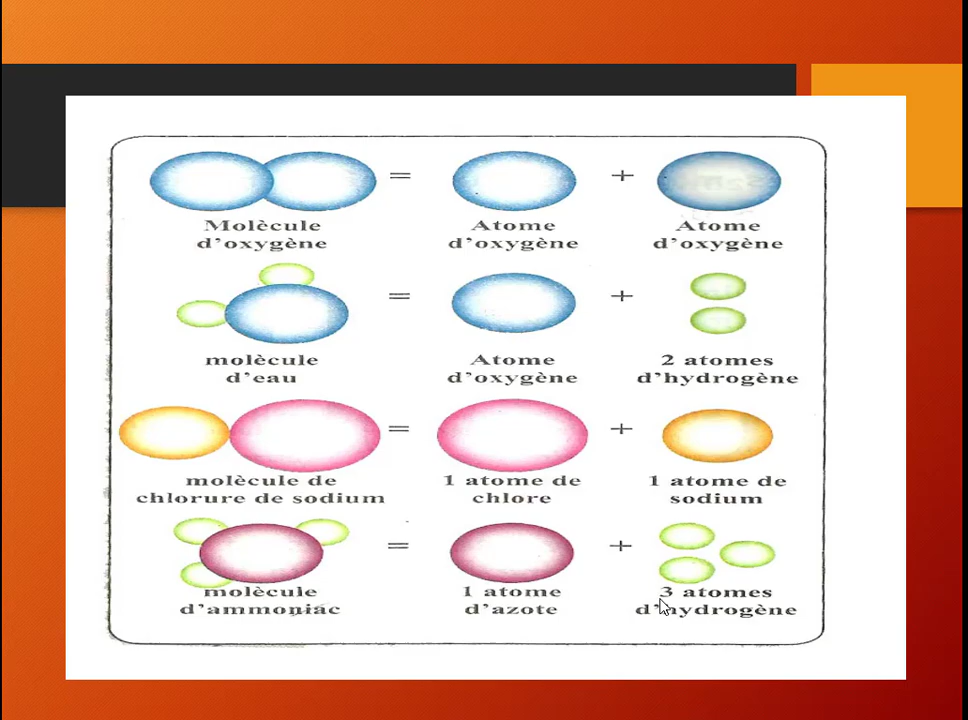 = +
Molècule
d'oxygène
Atome
d'oxygène
Atome
d'oxygène
= +
molècule
d'eau
Atome
d'oxygène
2 atomes
d'hydrogène
= +
molècule de
chlorure de sodium
1 atome de
chlore
1 atome de
sodium
= +
molècule
d'ammoniac
1 atome
d'azote
3 atomes
d'hydrogène